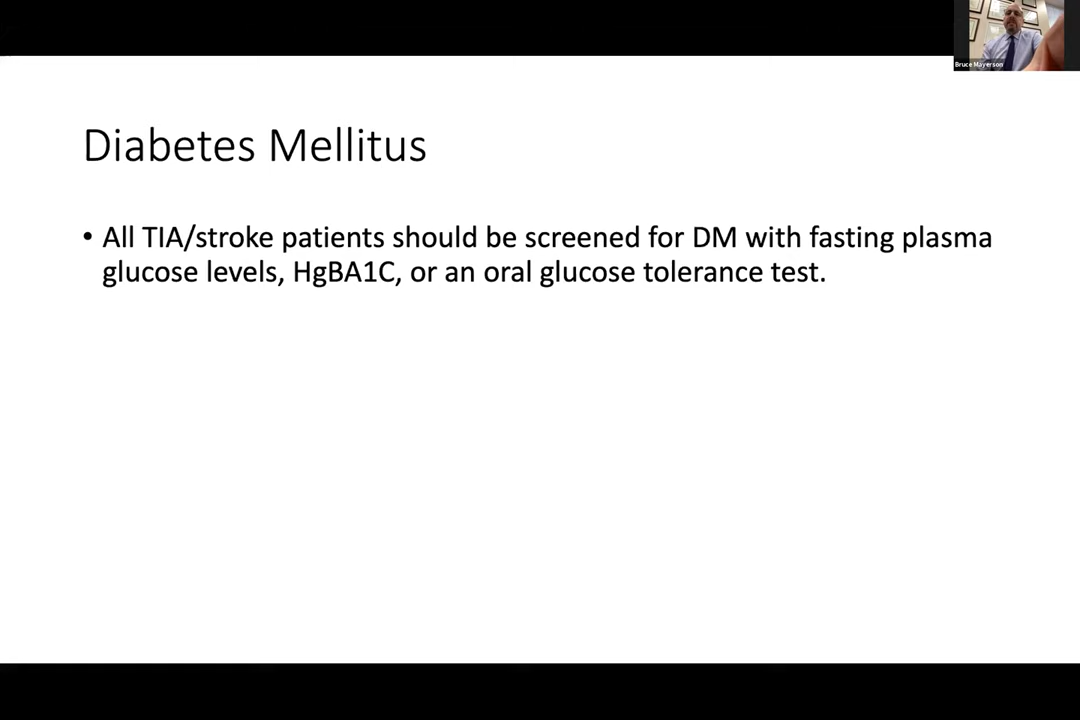 Bruce Mayerson
Diabetes Mellitus
• All TIA/stroke patients should be screened for DM with fasting plasma
glucose levels, HgBA1C, or an oral glucose tolerance test.